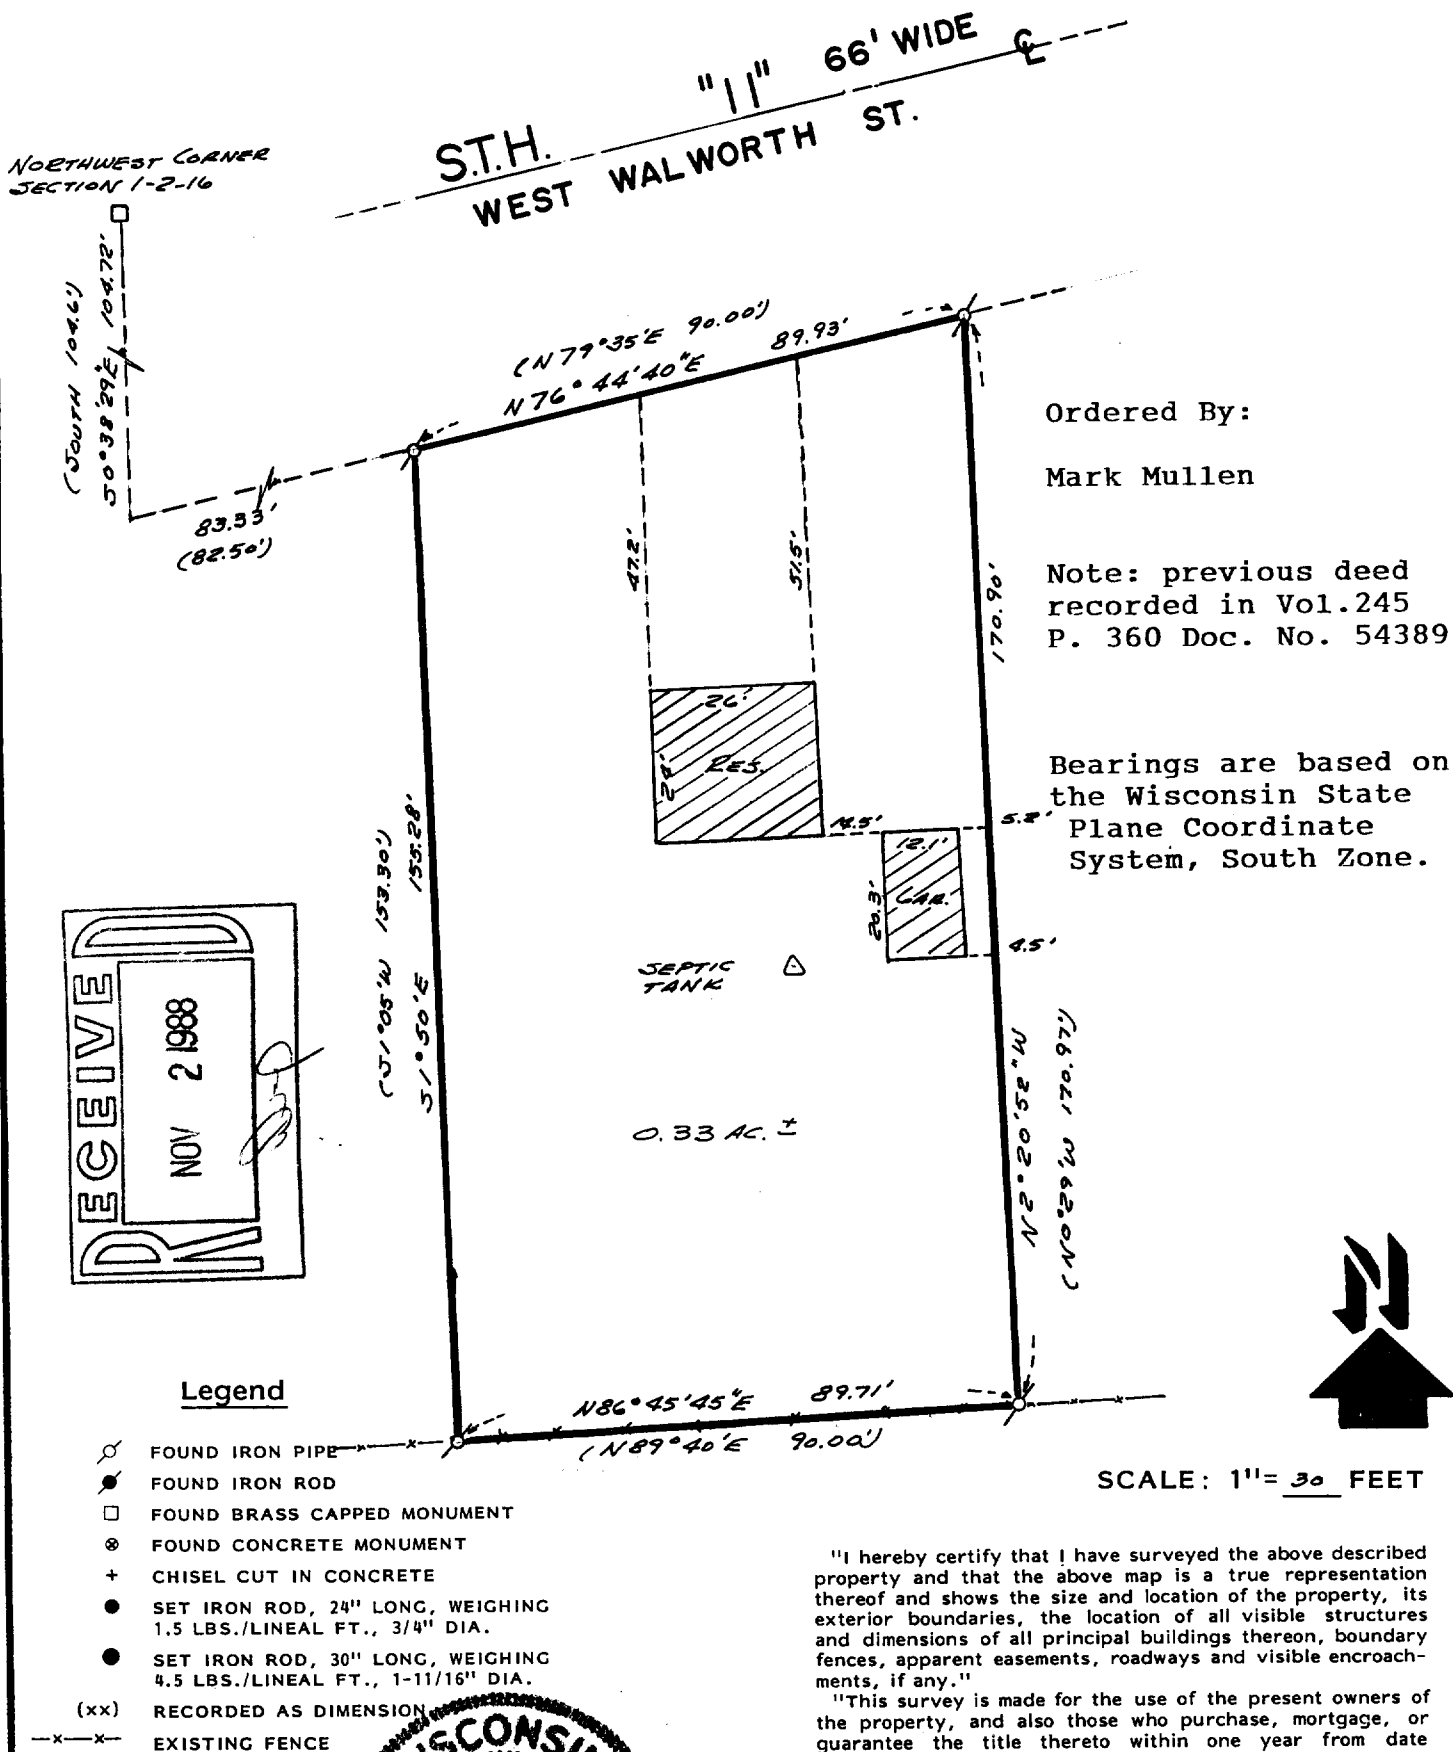 S.T.H. "11" 66' WIDE ℄
WEST WALWORTH ST.
NORTHWEST CORNER
SECTION 1-2-16
(SOUTH 104.6')
S0°38'29"E 104.72'
83.33'
(82.50')
(N79°35'E 90.00')
N76°44'40"E 89.93'
47.2'
51.5'
170.90'
Ordered By:
Mark Mullen
Note: previous deed
recorded in Vol.245
P. 360 Doc. No. 54389
Bearings are based on
the Wisconsin State
Plane Coordinate
System, South Zone.
26'
24'
RES.
14.5'
5.2'
12.1'
20.3'
GAR.
4.5'
(S1°05'W 153.30')
S1°50'E 155.28'
SEPTIC
TANK
0.33 AC. ±
N2°20'52"W
(N0°29'W 170.97')
RECEIVED
NOV 2 1988
N
N86°45'45"E 89.71'
(N89°40'E 90.00')
SCALE: 1"= 30 FEET
Legend
FOUND IRON PIPE
FOUND IRON ROD
FOUND BRASS CAPPED MONUMENT
FOUND CONCRETE MONUMENT
+ CHISEL CUT IN CONCRETE
SET IRON ROD, 24" LONG, WEIGHING
1.5 LBS./LINEAL FT., 3/4" DIA.
SET IRON ROD, 30" LONG, WEIGHING
4.5 LBS./LINEAL FT., 1-11/16" DIA.
(xx) RECORDED AS DIMENSION
—x—x— EXISTING FENCE
"I hereby certify that I have surveyed the above described
property and that the above map is a true representation
thereof and shows the size and location of the property, its
exterior boundaries, the location of all visible structures
and dimensions of all principal buildings thereon, boundary
fences, apparent easements, roadways and visible encroach-
ments, if any."
"This survey is made for the use of the present owners of
the property, and also those who purchase, mortgage, or
guarantee the title thereto within one year from date